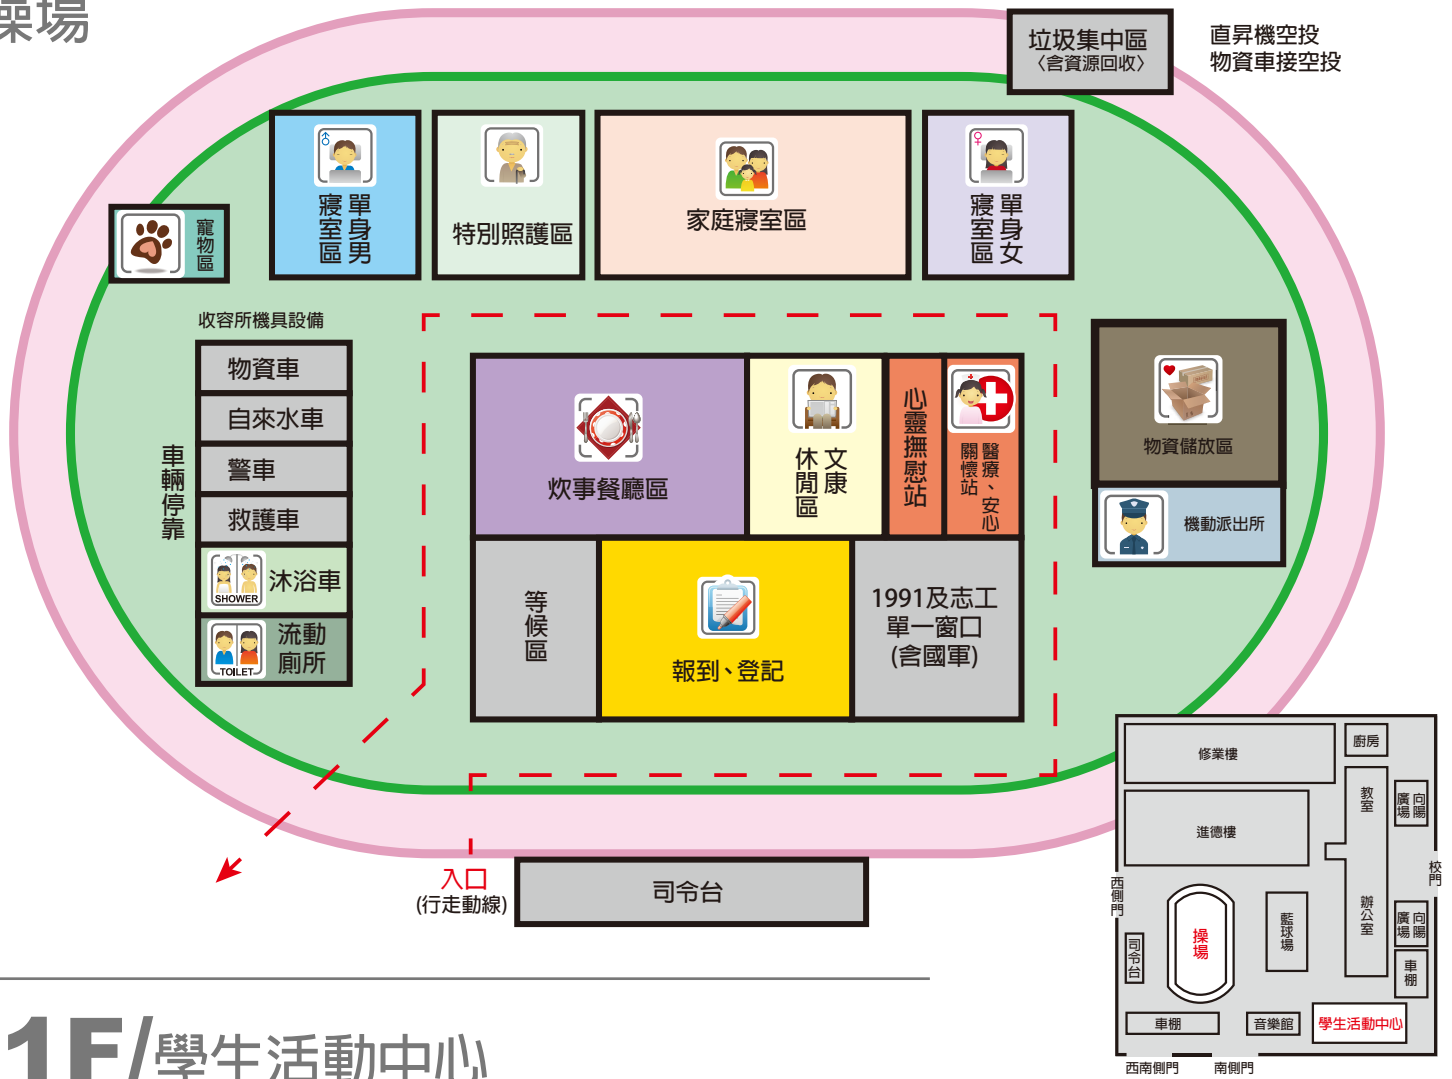 操場
垃圾集中區
〈含資源回收〉
直昇機空投
物資車接空投
單身男
寢室區
特別照護區
家庭寢室區
單身女
寢室區
寵物區
收容所機具設備
車輛停靠
物資車
自來水車
警車
救護車
SHOWER
沐浴車
TOILET
流動
廁所
炊事餐廳區
文康
休閒區
心靈撫慰站
醫療、安心
關懷站
等候區
報到、登記
1991及志工
單一窗口
(含國軍)
物資儲放區
機動派出所
入口
(行走動線)
司令台
修業樓
廚房
進德樓
教室
辦公室
向陽
廣場
校門
西側門
司令台
操場
籃球場
向陽
廣場
車棚
車棚
音樂館
學生活動中心
西南側門
南側門
1F/學生活動中心